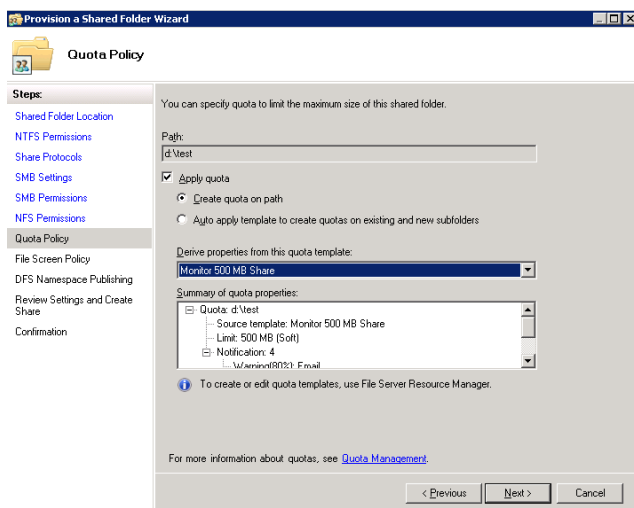 Provision a Shared Folder Wizard
Quota Policy
Steps:
Shared Folder Location
NTFS Permissions
Share Protocols
SMB Settings
SMB Permissions
NFS Permissions
Quota Policy
File Screen Policy
DFS Namespace Publishing
Review Settings and Create
Share
Confirmation
You can specify quota to limit the maximum size of this shared folder.
Path:
d:\test
Apply quota
Create quota on path
Auto apply template to create quotas on existing and new subfolders
Derive properties from this quota template:
Monitor 500 MB Share
Summary of quota properties:
Quota: d:\test
Source template: Monitor 500 MB Share
Limit: 500 MB (Soft)
Notification: 4
Warning(80%): Email
To create or edit quota templates, use File Server Resource Manager.
For more information about quotas, see Quota Management.
< Previous Next > Cancel